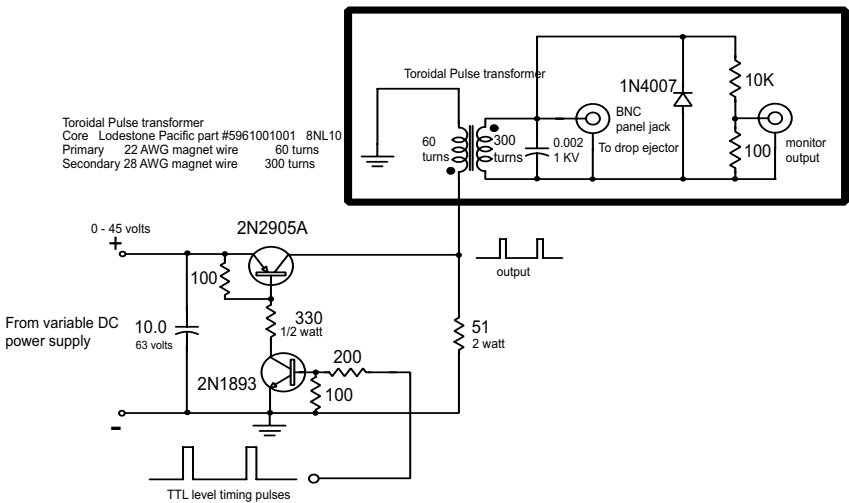 Toroidal Pulse transformer
1N4007
10K
BNC
panel jack
To drop ejector
60
turns
300
turns
0.002
1 KV
100
monitor
output
Toroidal Pulse transformer
Core Lodestone Pacific part #5961001001 8NL10
Primary 22 AWG magnet wire 60 turns
Secondary 28 AWG magnet wire 300 turns
0 - 45 volts
+
2N2905A
100
output
From variable DC
power supply
10.0
63 volts
330
1/2 watt
51
2 watt
200
2N1893
100
-
TTL level timing pulses